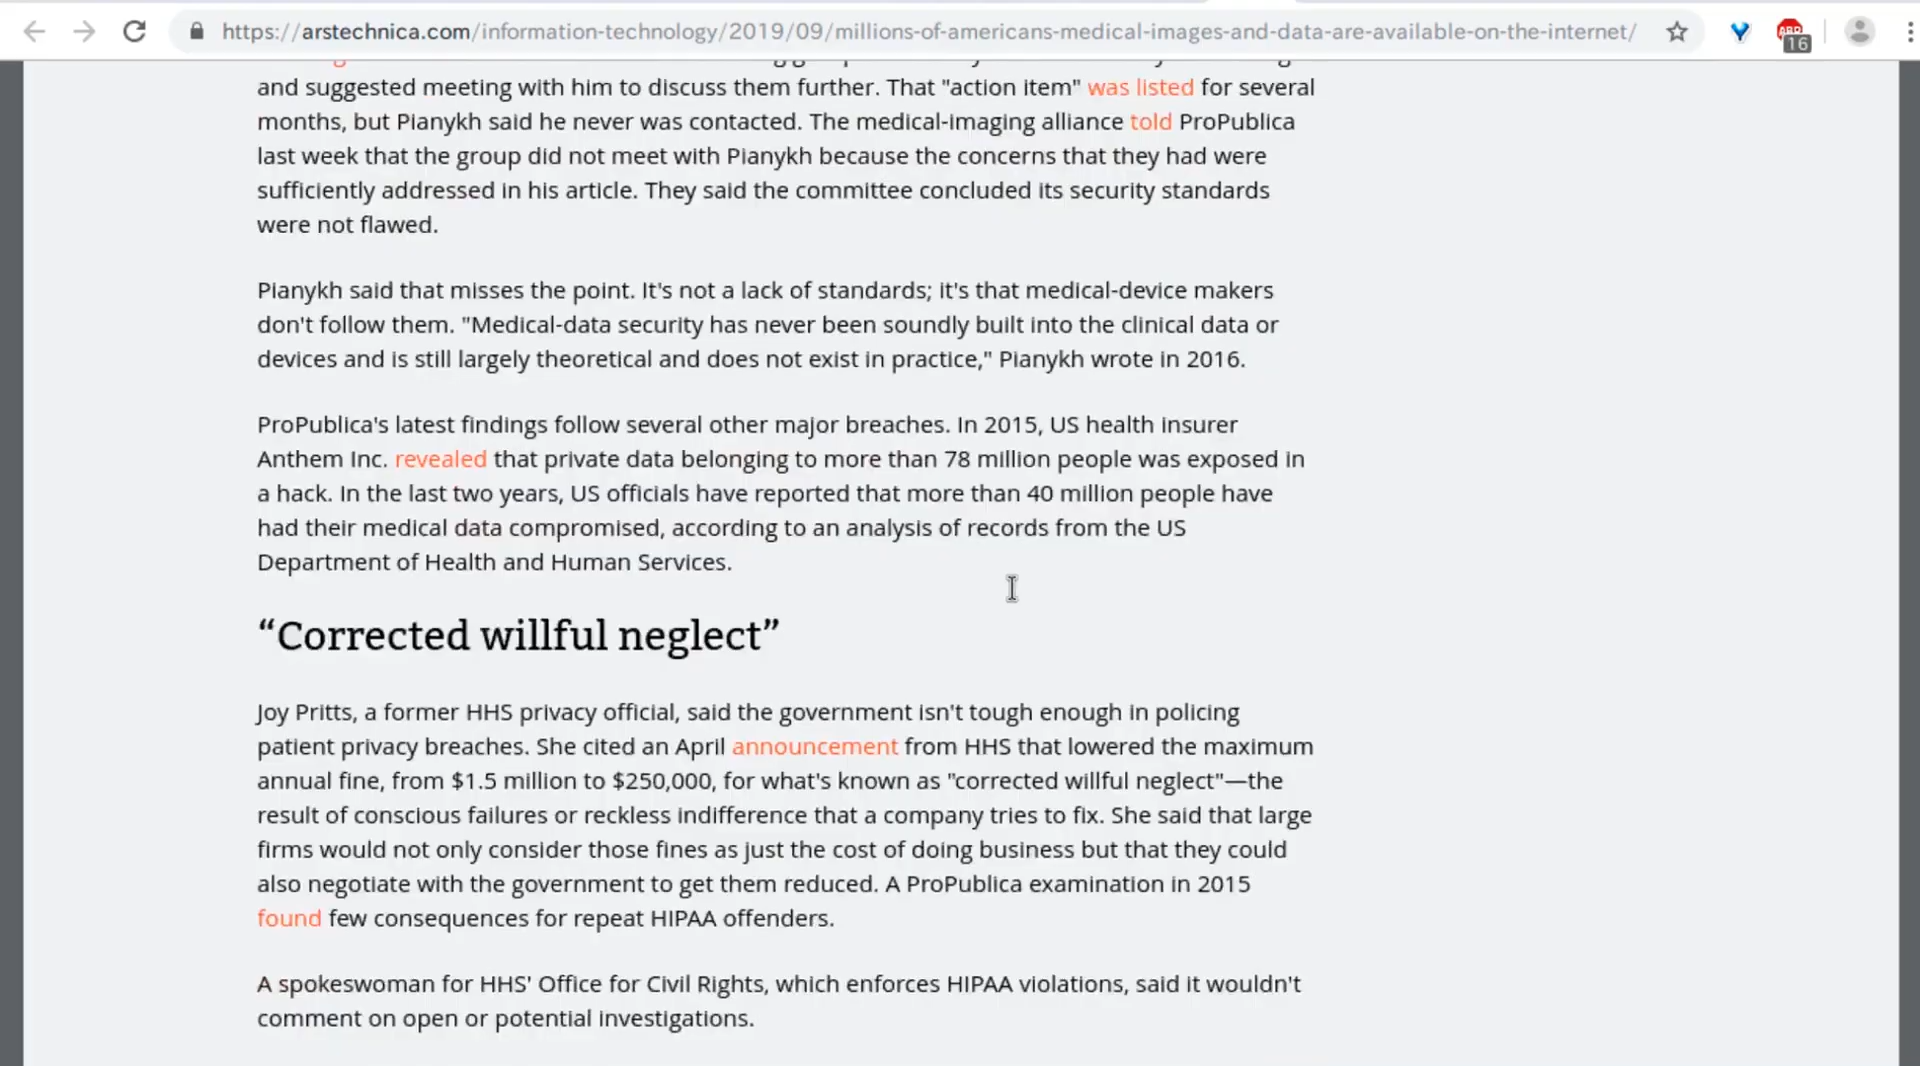 https://arstechnica.com/information-technology/2019/09/millions-of-americans-medical-images-and-data-are-available-on-the-internet/
16
and suggested meeting with him to discuss them further. That "action item" was listed for several
months, but Pianykh said he never was contacted. The medical-imaging alliance told ProPublica
last week that the group did not meet with Pianykh because the concerns that they had were
sufficiently addressed in his article. They said the committee concluded its security standards
were not flawed.
Pianykh said that misses the point. It's not a lack of standards; it's that medical-device makers
don't follow them. "Medical-data security has never been soundly built into the clinical data or
devices and is still largely theoretical and does not exist in practice," Pianykh wrote in 2016.
ProPublica's latest findings follow several other major breaches. In 2015, US health insurer
Anthem Inc. revealed that private data belonging to more than 78 million people was exposed in
a hack. In the last two years, US officials have reported that more than 40 million people have
had their medical data compromised, according to an analysis of records from the US
Department of Health and Human Services.
“Corrected willful neglect”
Joy Pritts, a former HHS privacy official, said the government isn't tough enough in policing
patient privacy breaches. She cited an April announcement from HHS that lowered the maximum
annual fine, from $1.5 million to $250,000, for what's known as "corrected willful neglect"—the
result of conscious failures or reckless indifference that a company tries to fix. She said that large
firms would not only consider those fines as just the cost of doing business but that they could
also negotiate with the government to get them reduced. A ProPublica examination in 2015
found few consequences for repeat HIPAA offenders.
A spokeswoman for HHS' Office for Civil Rights, which enforces HIPAA violations, said it wouldn't
comment on open or potential investigations.